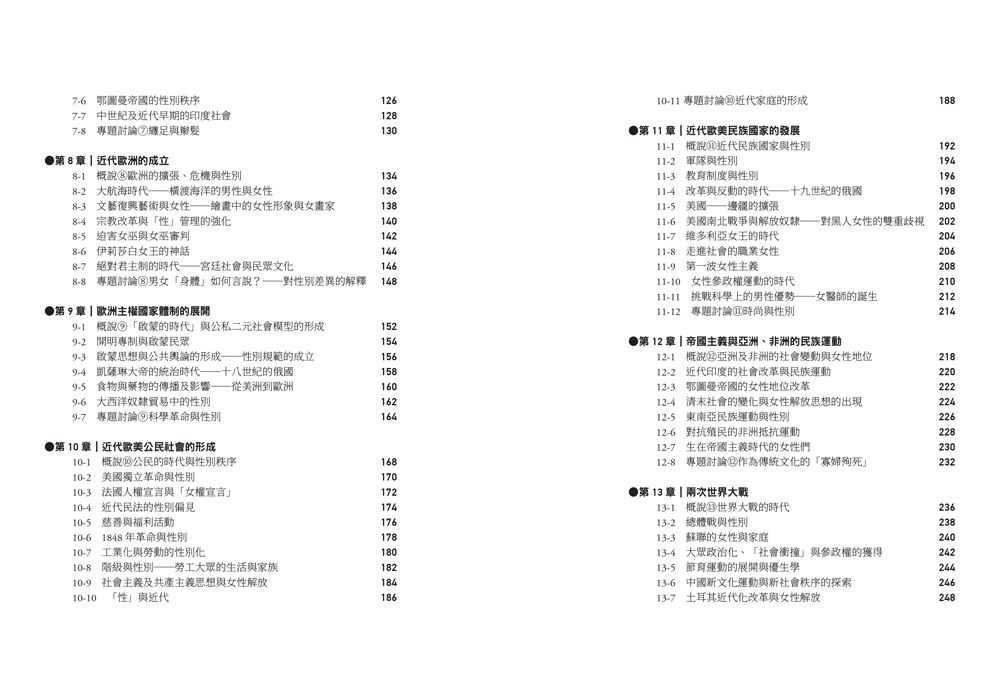 7-6 鄂圖曼帝國的性別秩序 126
7-7 中世紀及近代早期的印度社會 128
7-8 專題討論⑦纏足與辮髮 130
●第 8 章｜近代歐洲的成立
8-1 概說⑧歐洲的擴張、危機與性別 134
8-2 大航海時代──橫渡海洋的男性與女性 136
8-3 文藝復興藝術與女性──繪畫中的女性形象與女畫家 138
8-4 宗教改革與「性」管理的強化 140
8-5 迫害女巫與女巫審判 142
8-6 伊莉莎白女王的神話 144
8-7 絕對君主制的時代──宮廷社會與民眾文化 146
8-8 專題討論⑧男女「身體」如何言說？──對性別差異的解釋 148
●第 9 章｜歐洲主權國家體制的展開
9-1 概說⑨「啟蒙的時代」與公私二元社會模型的形成 152
9-2 開明專制與啟蒙民眾 154
9-3 啟蒙思想與公共輿論的形成──性別規範的成立 156
9-4 凱薩琳大帝的統治時代──十八世紀的俄國 158
9-5 食物與藥物的傳播及影響──從美洲到歐洲 160
9-6 大西洋奴隸貿易中的性別 162
9-7 專題討論⑨科學革命與性別 164
●第 10 章｜近代歐美公民社會的形成
10-1 概說⑩公民的時代與性別秩序 168
10-2 美國獨立革命與性別 170
10-3 法國人權宣言與「女權宣言」 172
10-4 近代民法的性別偏見 174
10-5 慈善與福利活動 176
10-6 1848 年革命與性別 178
10-7 工業化與勞動的性別化 180
10-8 階級與性別──勞工大眾的生活與家族 182
10-9 社會主義及共產主義思想與女性解放 184
10-10 「性」與近代 186
10-11 專題討論⑩近代家庭的形成 188
●第 11 章｜近代歐美民族國家的發展
11-1 概說⑪近代民族國家與性別 192
11-2 軍隊與性別 194
11-3 教育制度與性別 196
11-4 改革與反動的時代──十九世紀的俄國 198
11-5 美國──邊疆的擴張 200
11-6 美國南北戰爭與解放奴隸──對黑人女性的雙重歧視 202
11-7 維多利亞女王的時代 204
11-8 走進社會的職業女性 206
11-9 第一波女性主義 208
11-10 女性參政權運動的時代 210
11-11 挑戰科學上的男性優勢──女醫師的誕生 212
11-12 專題討論⑪時尚與性別 214
●第 12 章｜帝國主義與亞洲、非洲的民族運動
12-1 概說⑫亞洲及非洲的社會變動與女性地位 218
12-2 近代印度的社會改革與民族運動 220
12-3 鄂圖曼帝國的女性地位改革 222
12-4 清末社會的變化與女性解放思想的出現 224
12-5 東南亞民族運動與性別 226
12-6 對抗殖民的非洲抵抗運動 228
12-7 生在帝國主義時代的女性們 230
12-8 專題討論⑫作為傳統文化的「寡婦殉死」 232
●第 13 章｜兩次世界大戰
13-1 概說⑬世界大戰的時代 236
13-2 總體戰與性別 238
13-3 蘇聯的女性與家庭 240
13-4 大眾政治化、「社會衝撞」與參政權的獲得 242
13-5 節育運動的展開與優生學 244
13-6 中國新文化運動與新社會秩序的探索 246
13-7 土耳其近代化改革與女性解放 248